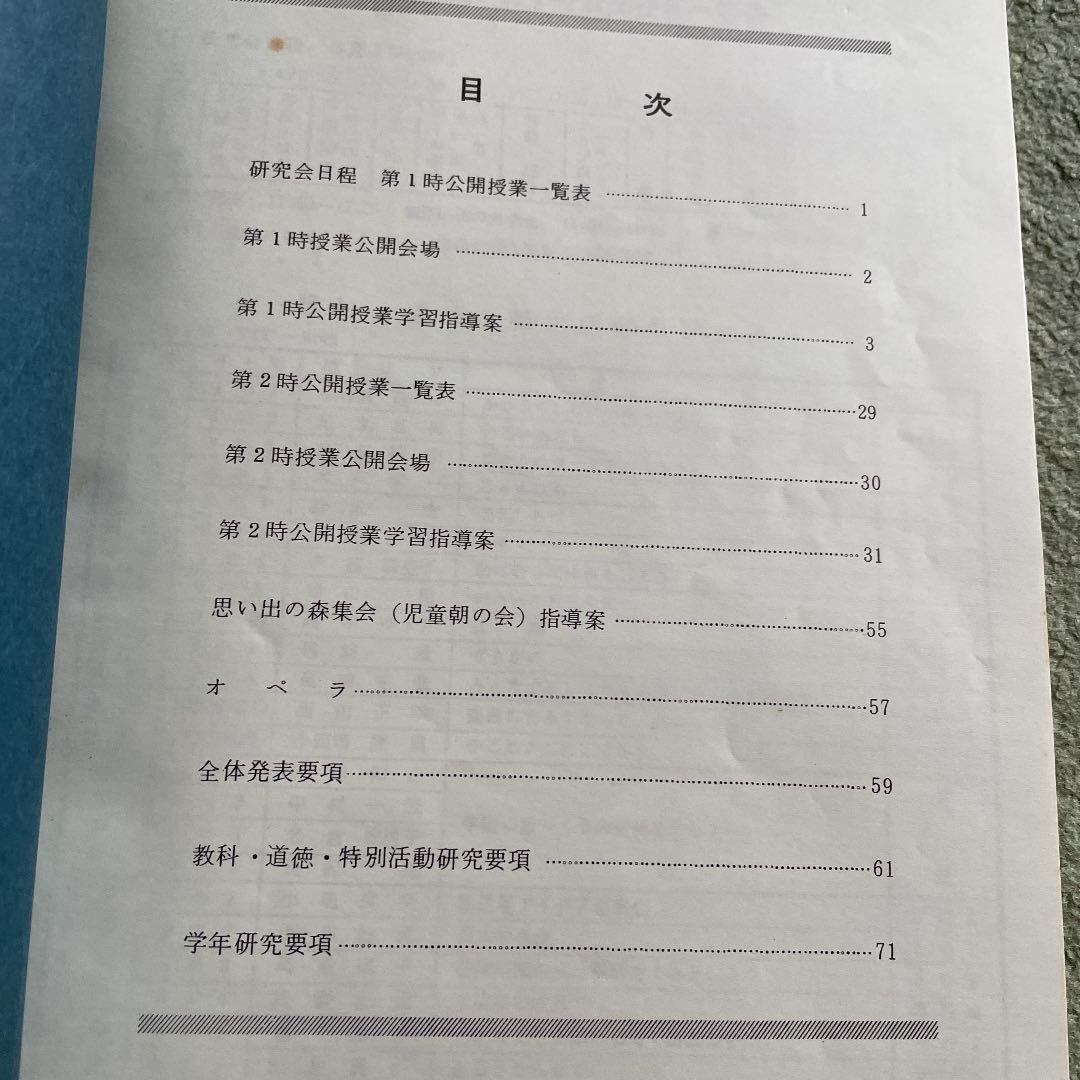 目次
研究会日程 第1時公開授業一覧表 …… 1
第1時授業公開会場 …… 2
第1時公開授業学習指導案 …… 3
第2時公開授業一覧表 …… 29
第2時授業公開会場 …… 30
第2時公開授業学習指導案 …… 31
思い出の森集会（児童朝の会）指導案 …… 55
オペラ …… 57
全体発表要項 …… 59
教科・道徳・特別活動研究要項 …… 61
学年研究要項 …… 71